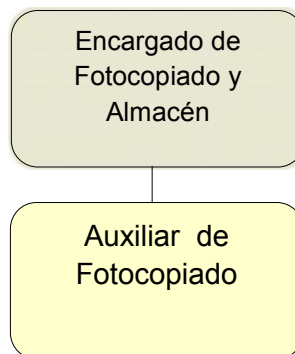 Encargado de
Fotocopiado y
Almacén
Auxiliar de
Fotocopiado